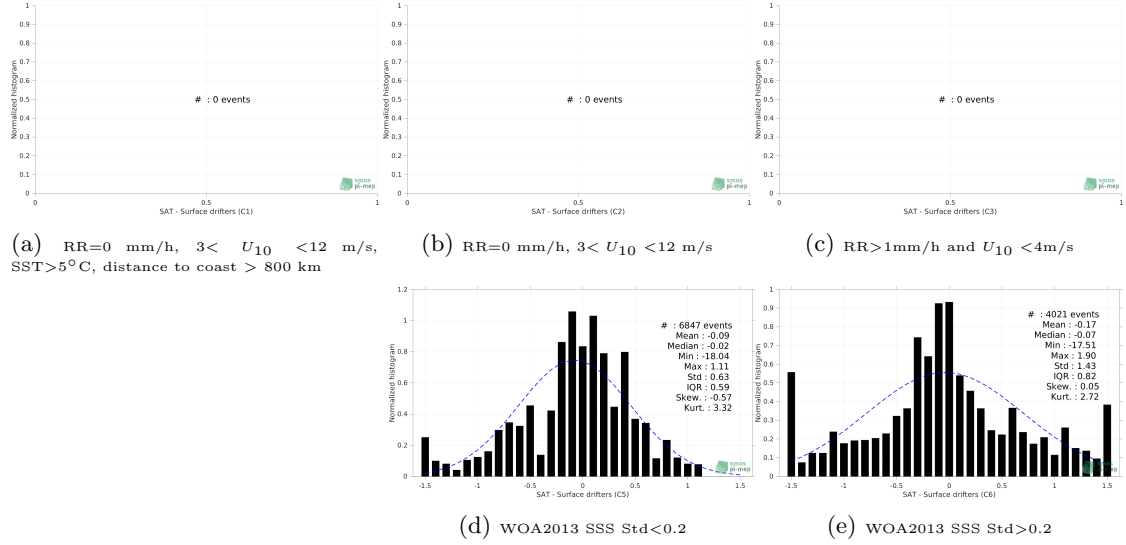 1
0.9
0.8
0.7
0.6
0.5
0.4
0.3
0.2
0.1
0
Normalized histogram
# : 0 events
smos
pi-mep
0 0.5 1
SAT - Surface drifters (C1)
1
0.9
0.8
0.7
0.6
0.5
0.4
0.3
0.2
0.1
0
Normalized histogram
# : 0 events
smos
pi-mep
0 0.5 1
SAT - Surface drifters (C2)
1
0.9
0.8
0.7
0.6
0.5
0.4
0.3
0.2
0.1
0
Normalized histogram
# : 0 events
smos
pi-mep
0 0.5 1
SAT - Surface drifters (C3)
(a) RR=0 mm/h, 3< U10 <12 m/s,
SST>5°C, distance to coast > 800 km
(b) RR=0 mm/h, 3< U10 <12 m/s
(c) RR>1mm/h and U10 <4m/s
1.2
1
0.8
0.6
0.4
0.2
0
Normalized histogram
# : 6847 events
Mean : -0.09
Median : -0.02
Min : -18.04
Max : 1.11
Std : 0.63
IQR : 0.59
Skew. : -0.57
Kurt. : 3.32
smos
pi-mep
-1.5 -1 -0.5 0 0.5 1 1.5
SAT - Surface drifters (C5)
1
0.9
0.8
0.7
0.6
0.5
0.4
0.3
0.2
0.1
0
Normalized histogram
# : 4021 events
Mean : -0.17
Median : -0.07
Min : -17.51
Max : 1.90
Std : 1.43
IQR : 0.82
Skew. : 0.05
Kurt. : 2.72
smos
pi-mep
-1.5 -1 -0.5 0 0.5 1 1.5
SAT - Surface drifters (C6)
(d) WOA2013 SSS Std<0.2
(e) WOA2013 SSS Std>0.2